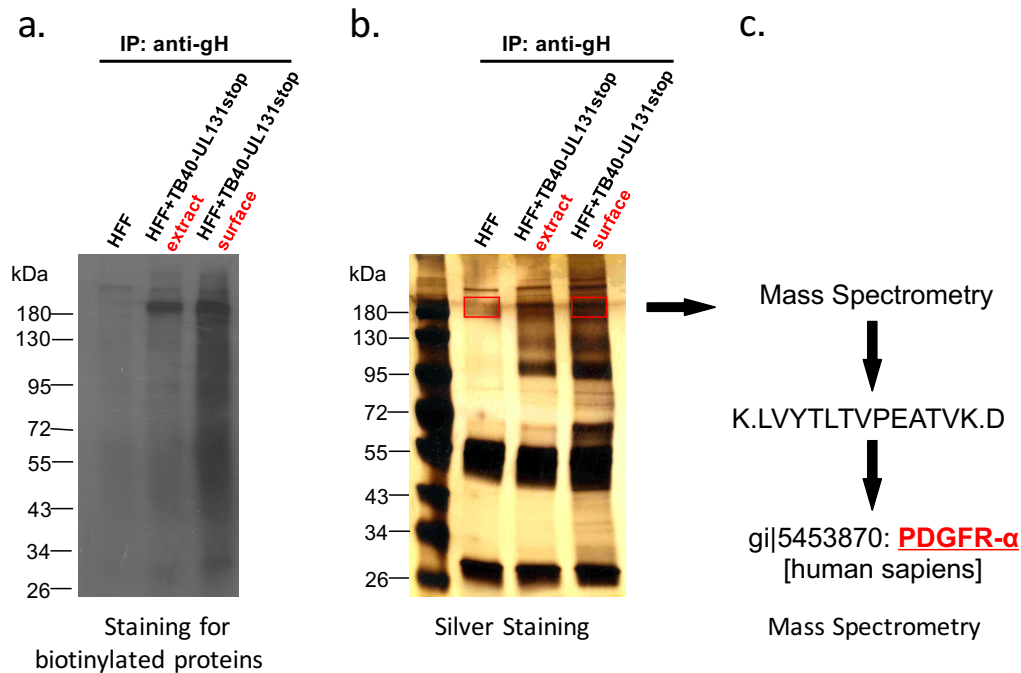 a.
IP: anti-gH
HFF
HFF+TB40-UL131stop
extract
HFF+TB40-UL131stop
surface
kDa
180
130
95
72
55
43
34
26
Staining for
biotinylated proteins
b.
IP: anti-gH
HFF
HFF+TB40-UL131stop
extract
HFF+TB40-UL131stop
surface
kDa
180
130
95
72
55
43
34
26
Silver Staining
c.
Mass Spectrometry
K.LVYTLTVPEATVK.D
gi|5453870: PDGFR-α
[human sapiens]
Mass Spectrometry